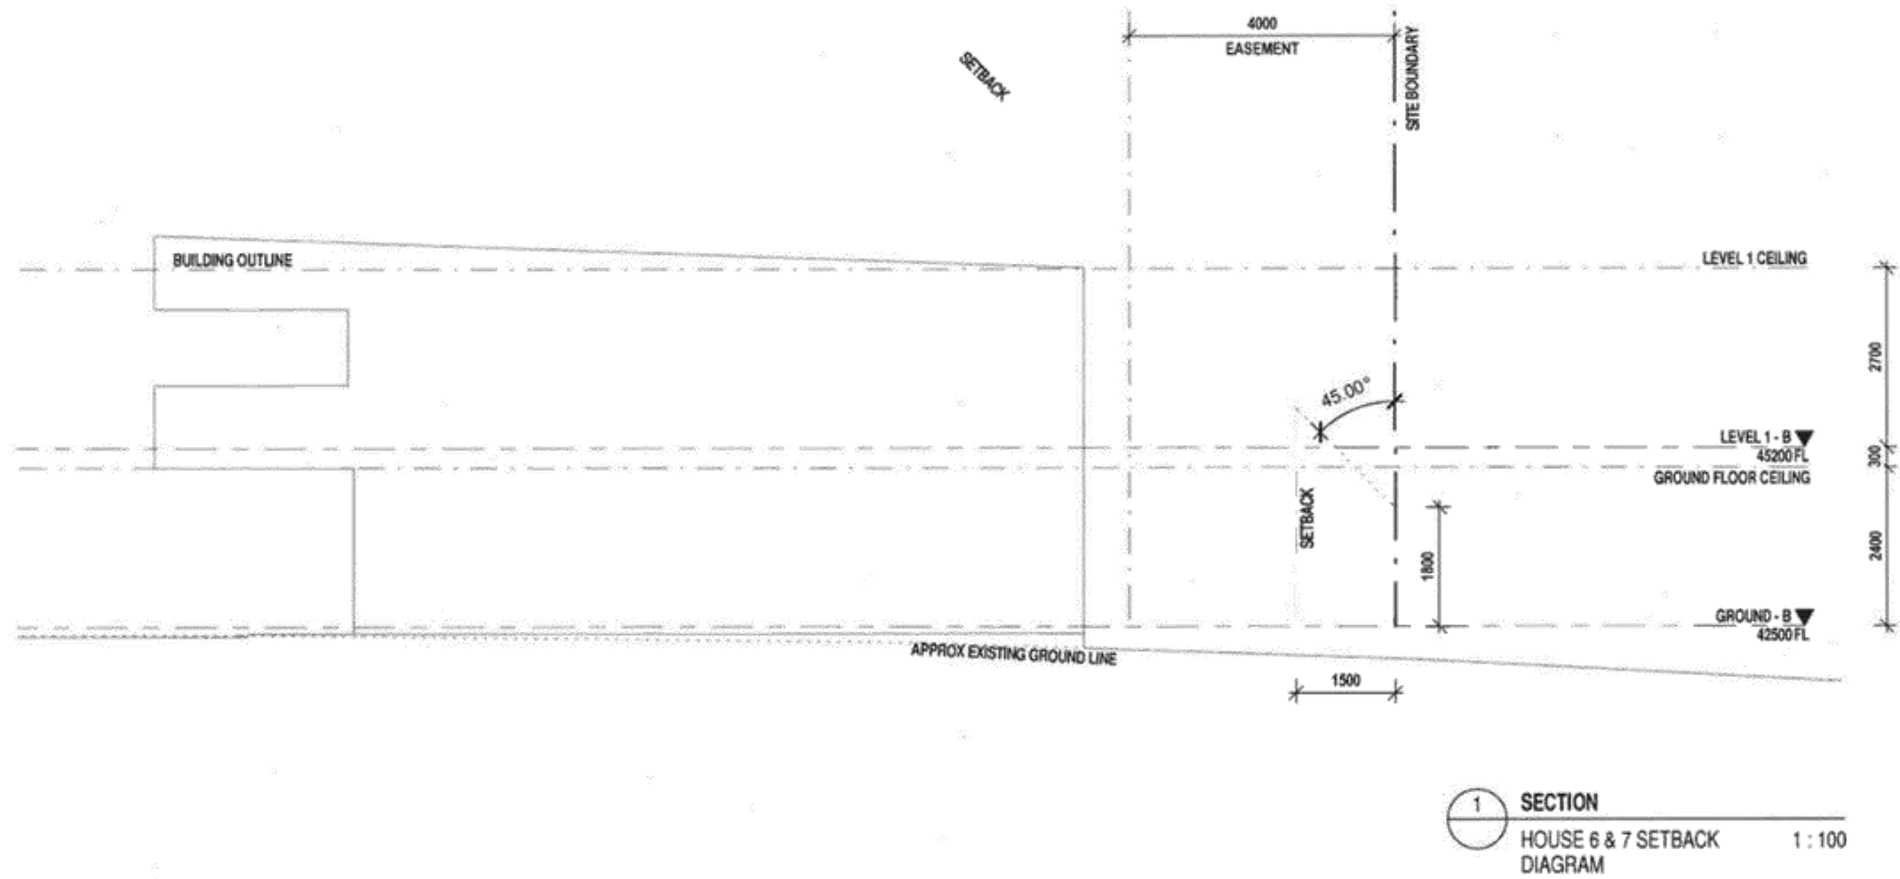 4000
EASEMENT
SITE BOUNDARY
SETBACK
BUILDING OUTLINE
LEVEL 1 CEILING
2700
45.00°
LEVEL 1 - B
45200 FL
300
GROUND FLOOR CEILING
SETBACK
1800
2400
GROUND - B
42500 FL
APPROX EXISTING GROUND LINE
1500
1
SECTION
HOUSE 6 & 7 SETBACK
DIAGRAM
1 : 100